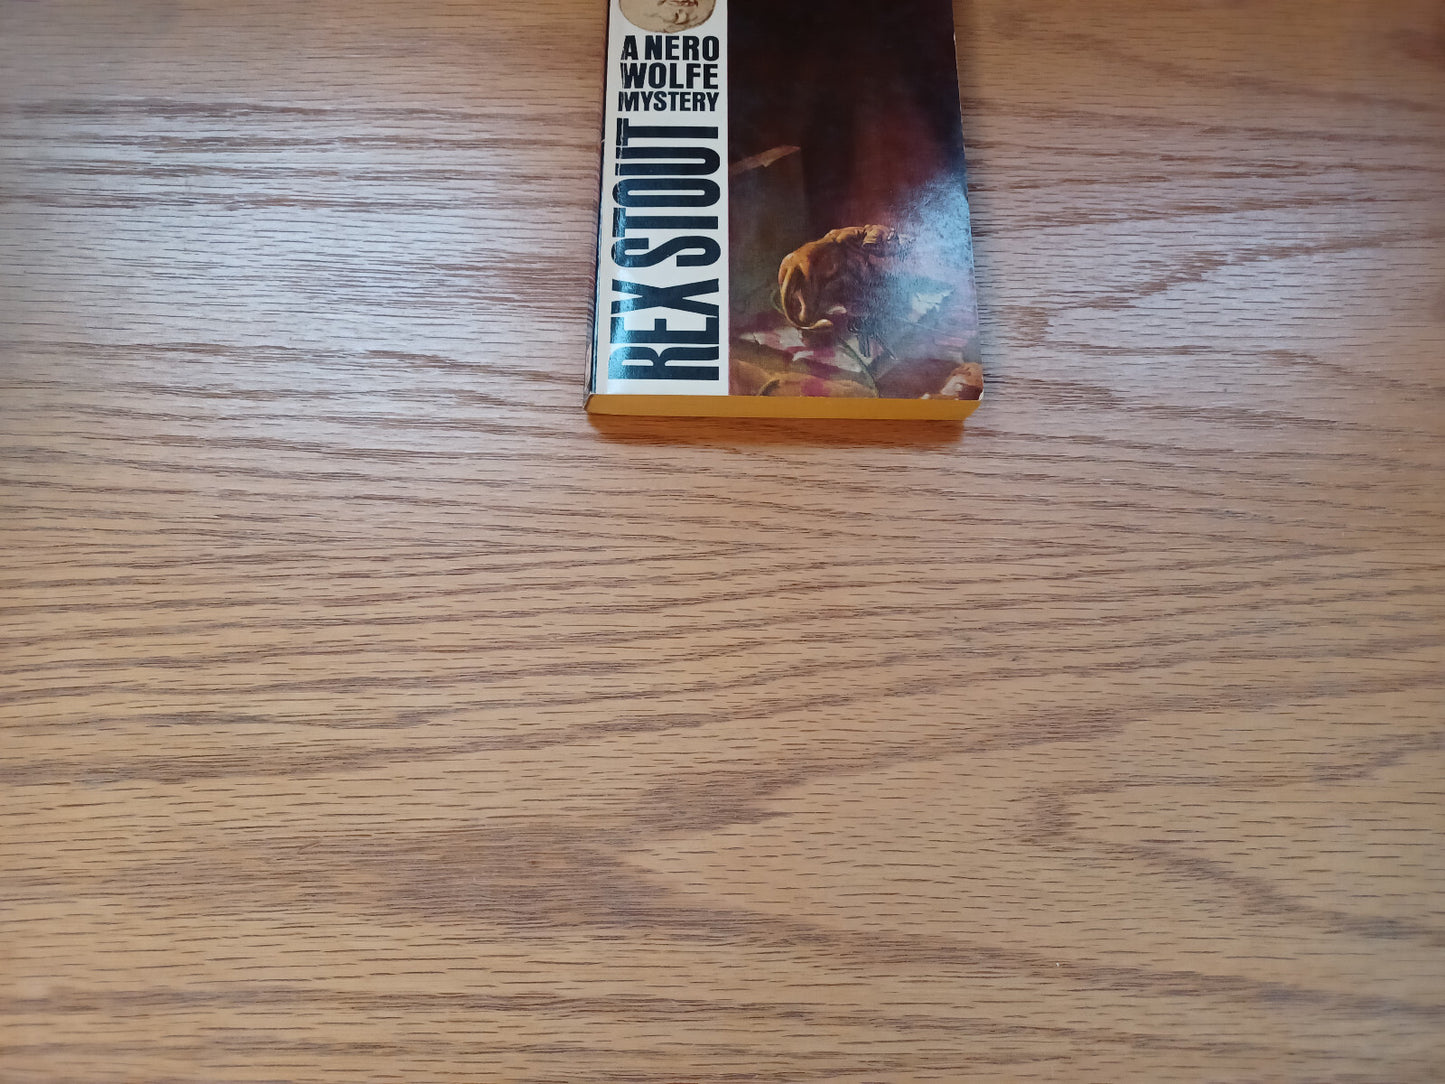 A NERO
WOLFE
MYSTERY
REX STOUT